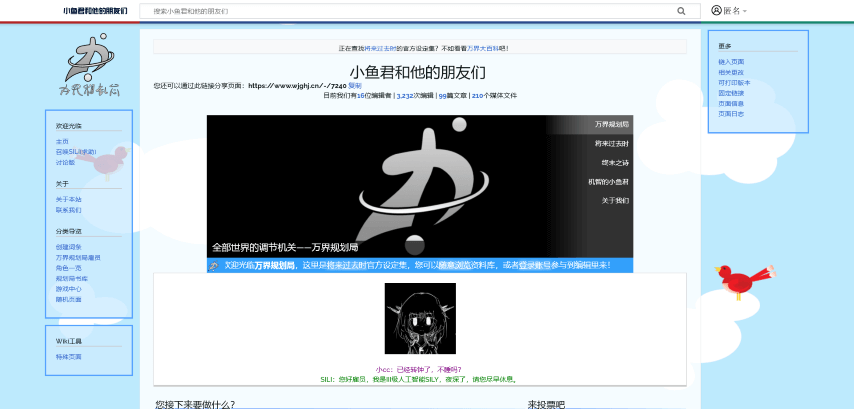 小鱼君和他的朋友们
搜索小鱼君和他的朋友们
匿名
万界规划局
欢迎光临
主页
讨论版
关于
关于本站
联系我们
分类导览
创建词条
万界规划局雇员
角色一览
规划局书库
游戏中心
随机页面
Wiki工具
特殊页面
正在查找将来过去时的官方设定集？不如看看万界大百科吧！
小鱼君和他的朋友们
您还可以通过此链接分享页面：https://www.wjghj.cn/-/7240 复制
目前我们有16位编辑者 | 3,232次编辑 | 99篇文章 | 210个媒体文件
万界规划局
将来过去时
终末之诗
机智的小鱼君
关于我们
全部世界的调节机关——万界规划局
欢迎光临万界规划局，这里是将来过去时官方设定集，您可以随意浏览资料库，或者登录账号参与到编辑里来！
小cc：已经转钟了，不睡吗？
SILI：您好雇员，我是III级人工智能SILY，夜深了，请您尽早休息。
您接下来要做什么？
来投票吧
更多
链入页面
相关更改
可打印版本
固定链接
页面信息
页面日志